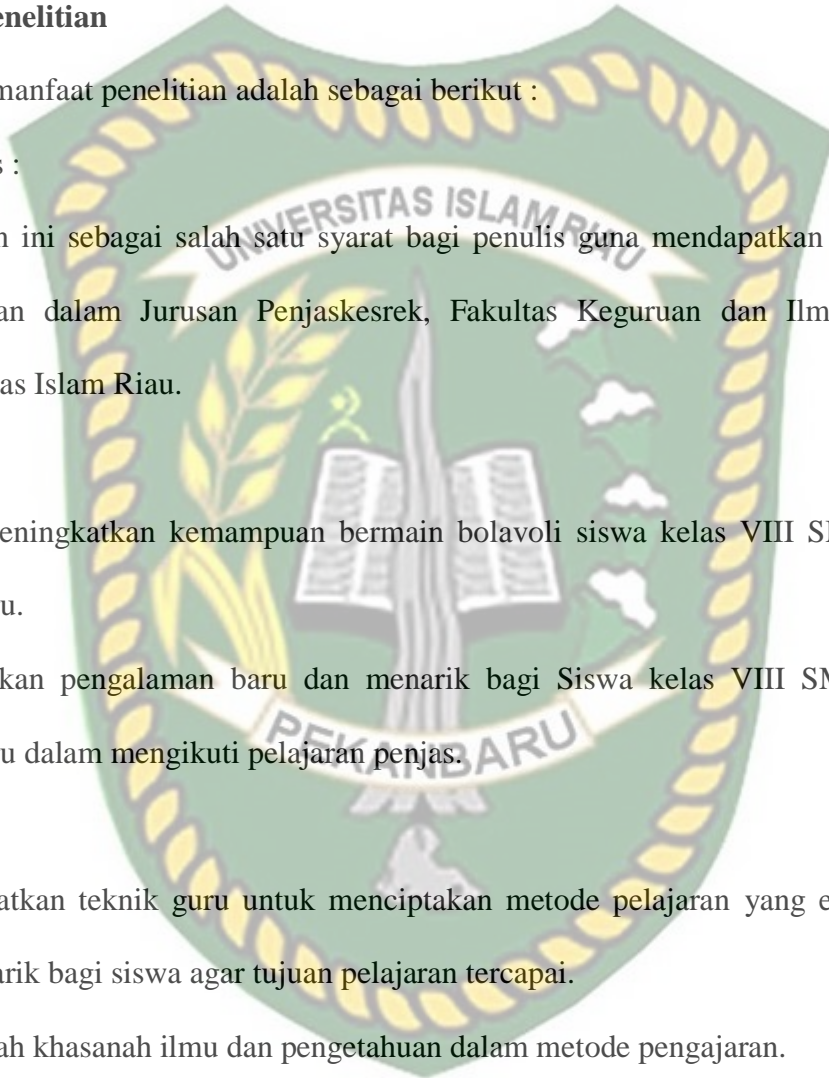 enelitian
manfaat penelitian adalah sebagai berikut :
s :
UNIVERSITAS ISLAM RIAU
n ini sebagai salah satu syarat bagi penulis guna mendapatkan
an dalam Jurusan Penjaskesrek, Fakultas Keguruan dan Ilm
as Islam Riau.
eningkatkan kemampuan bermain bolavoli siswa kelas VIII SM
u.
kan pengalaman baru dan menarik bagi Siswa kelas VIII SM
u dalam mengikuti pelajaran penjas.
PEKANBARU
atkan teknik guru untuk menciptakan metode pelajaran yang e
arik bagi siswa agar tujuan pelajaran tercapai.
ah khasanah ilmu dan pengetahuan dalam metode pengajaran.